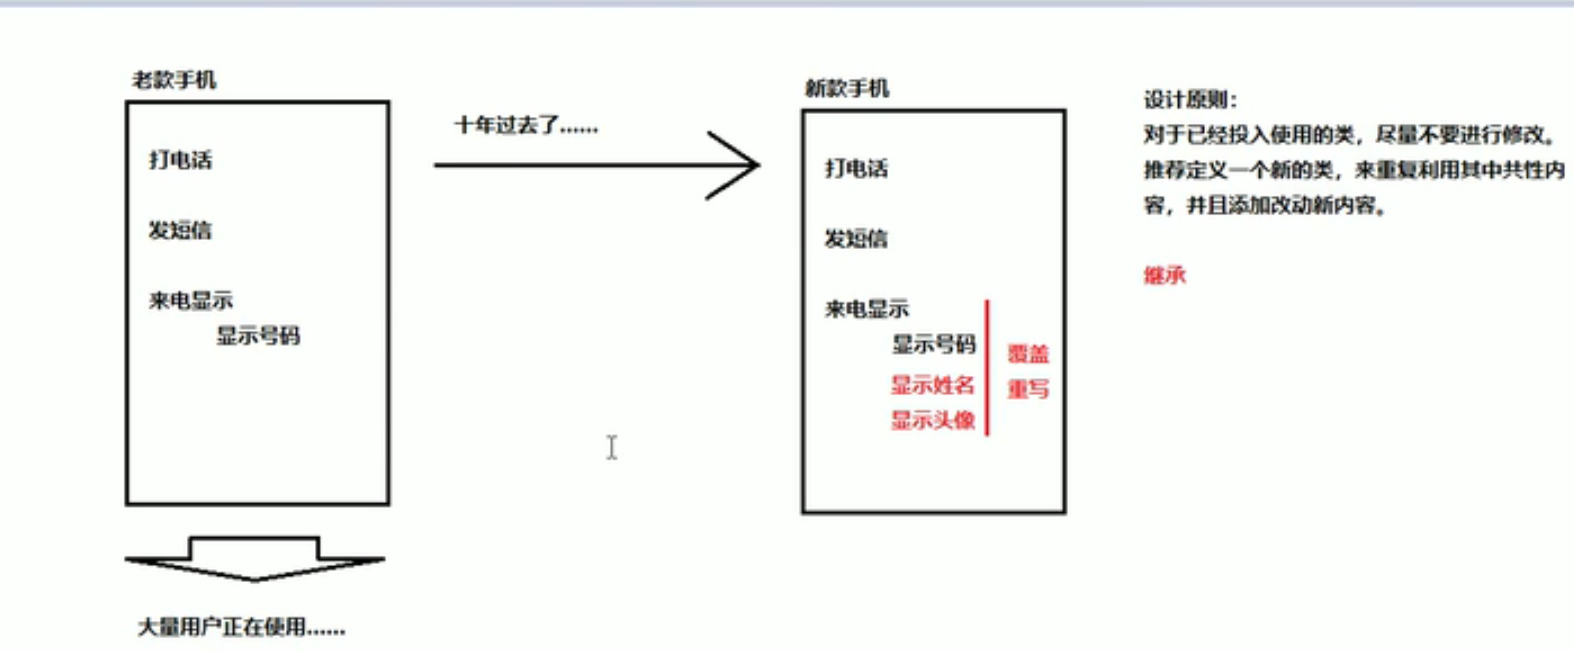 老款手机
打电话
发短信
来电显示
显示号码
大量用户正在使用......
十年过去了......
新款手机
打电话
发短信
来电显示
显示号码
显示姓名
显示头像
覆盖
重写
设计原则：
对于已经投入使用的类，尽量不要进行修改。
推荐定义一个新的类，来重复利用其中共性内
容，并且添加改动新内容。
继承